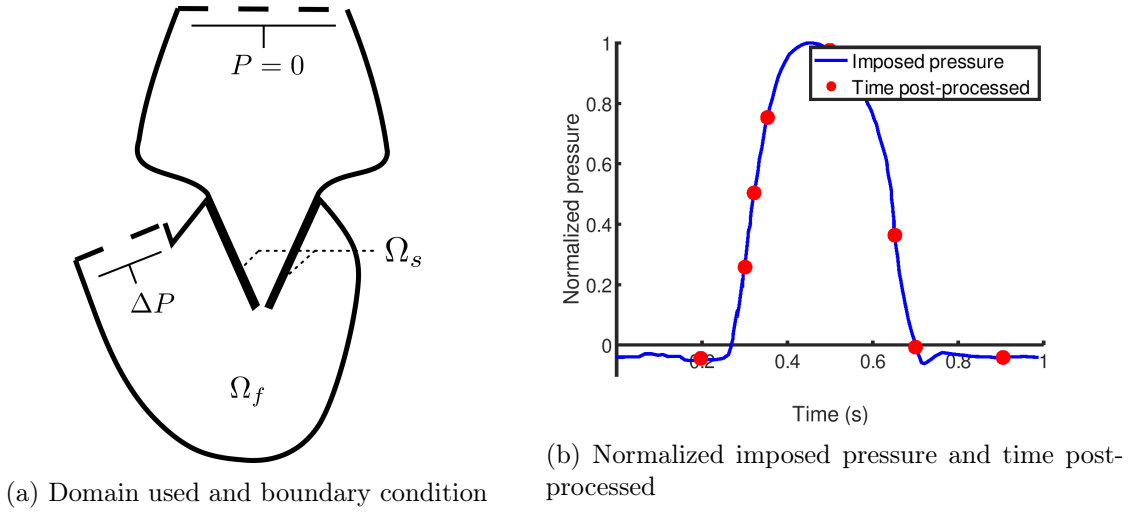 P = 0
ΔP
Ω_s
Ω_f
(a) Domain used and boundary condition
Normalized pressure
1
0.8
0.6
0.4
0.2
0
0.2
0.4
0.6
0.8
1
Time (s)
Imposed pressure
Time post-processed
(b) Normalized imposed pressure and time post-
processed